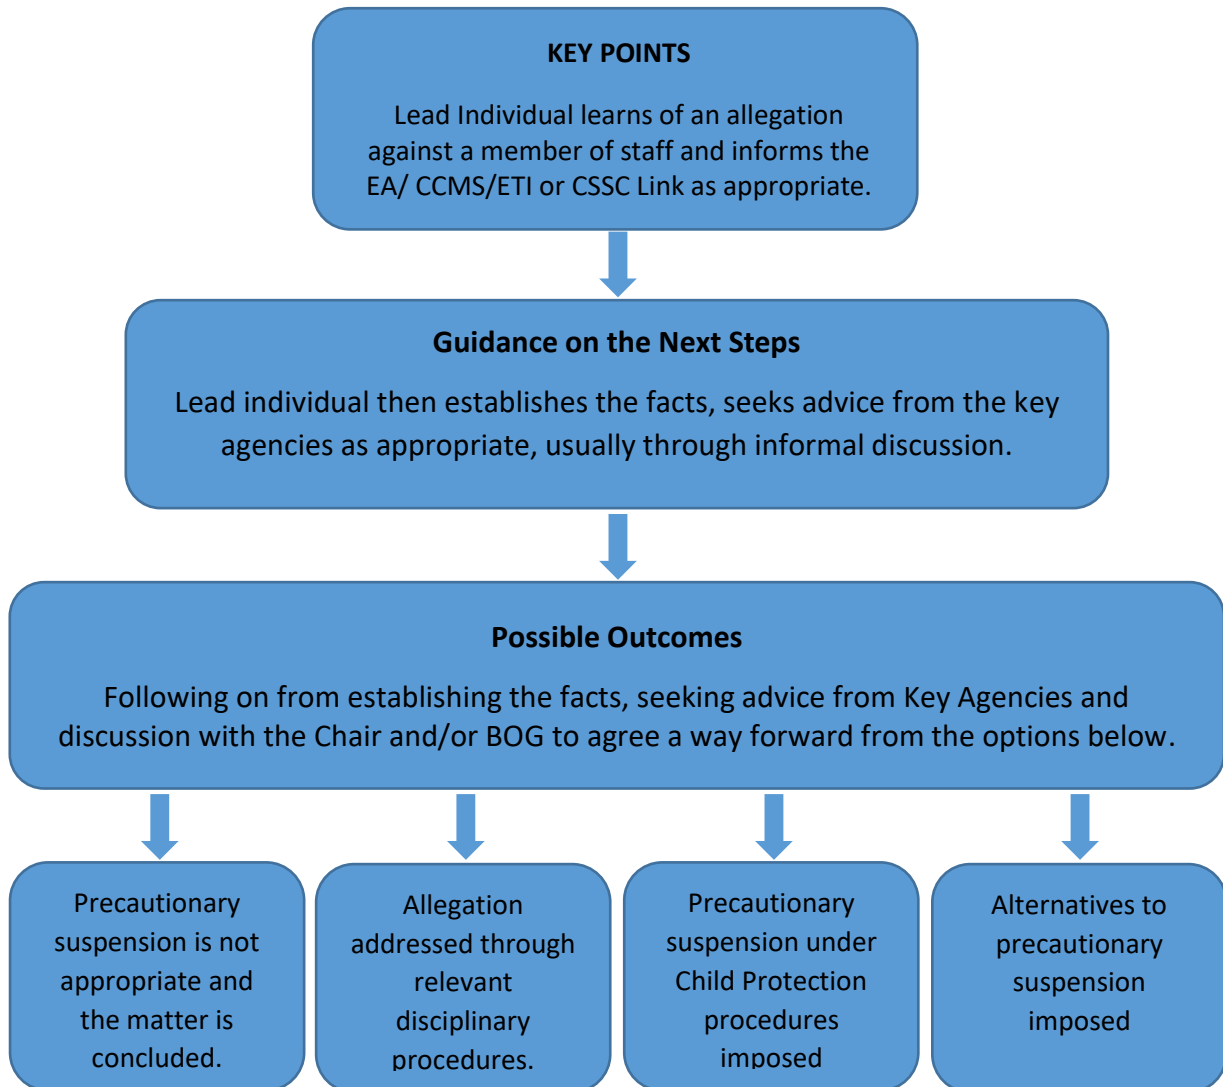 KEY POINTS
Lead Individual learns of an allegation
against a member of staff and informs the
EA/ CCMS/ETI or CSSC Link as appropriate.
Guidance on the Next Steps
Lead individual then establishes the facts, seeks advice from the key
agencies as appropriate, usually through informal discussion.
Possible Outcomes
Following on from establishing the facts, seeking advice from Key Agencies and
discussion with the Chair and/or BOG to agree a way forward from the options below.
Precautionary
suspension is not
appropriate and
the matter is
concluded.
Allegation
addressed through
relevant
disciplinary
procedures.
Precautionary
suspension under
Child Protection
procedures
imposed
Alternatives to
precautionary
suspension
imposed